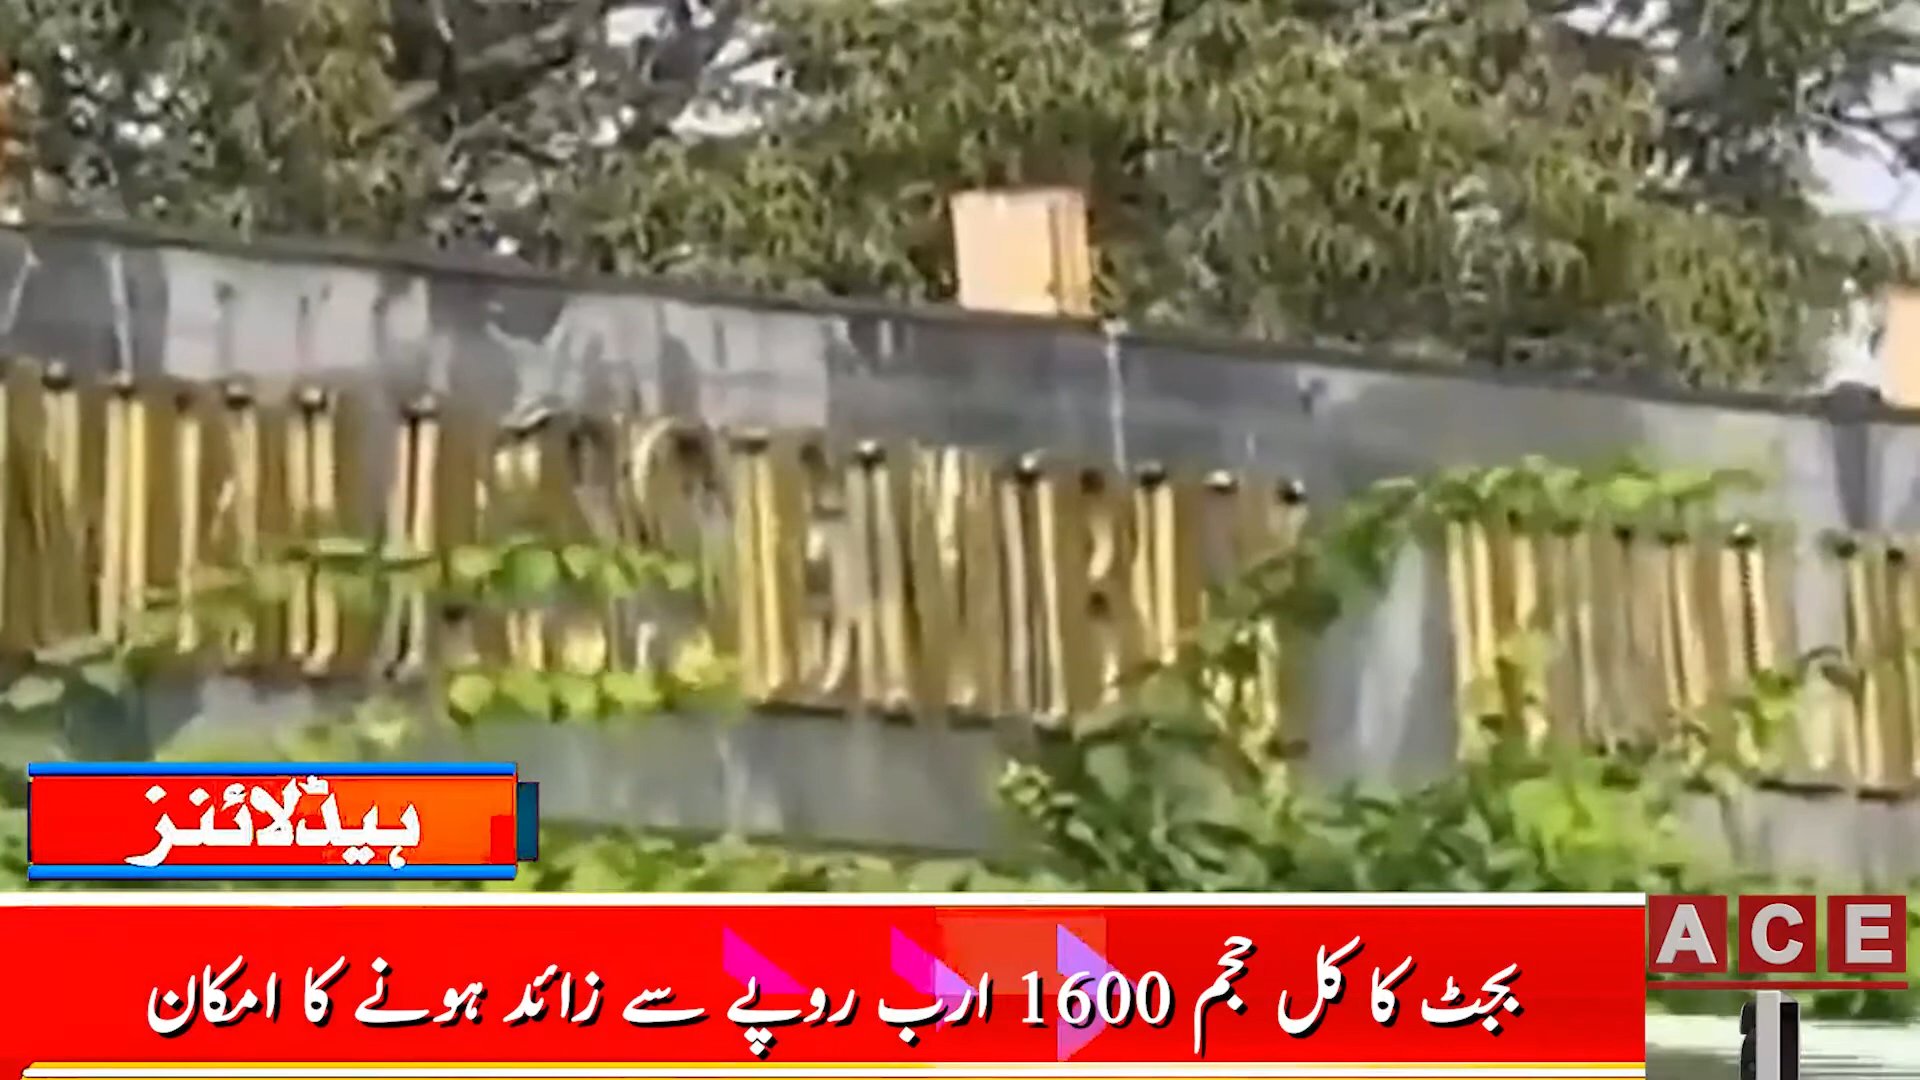 ہیڈلائنز
بجٹ کا کل حجم 1600 ارب روپے سے زائد ہونے کا امکان
ACE